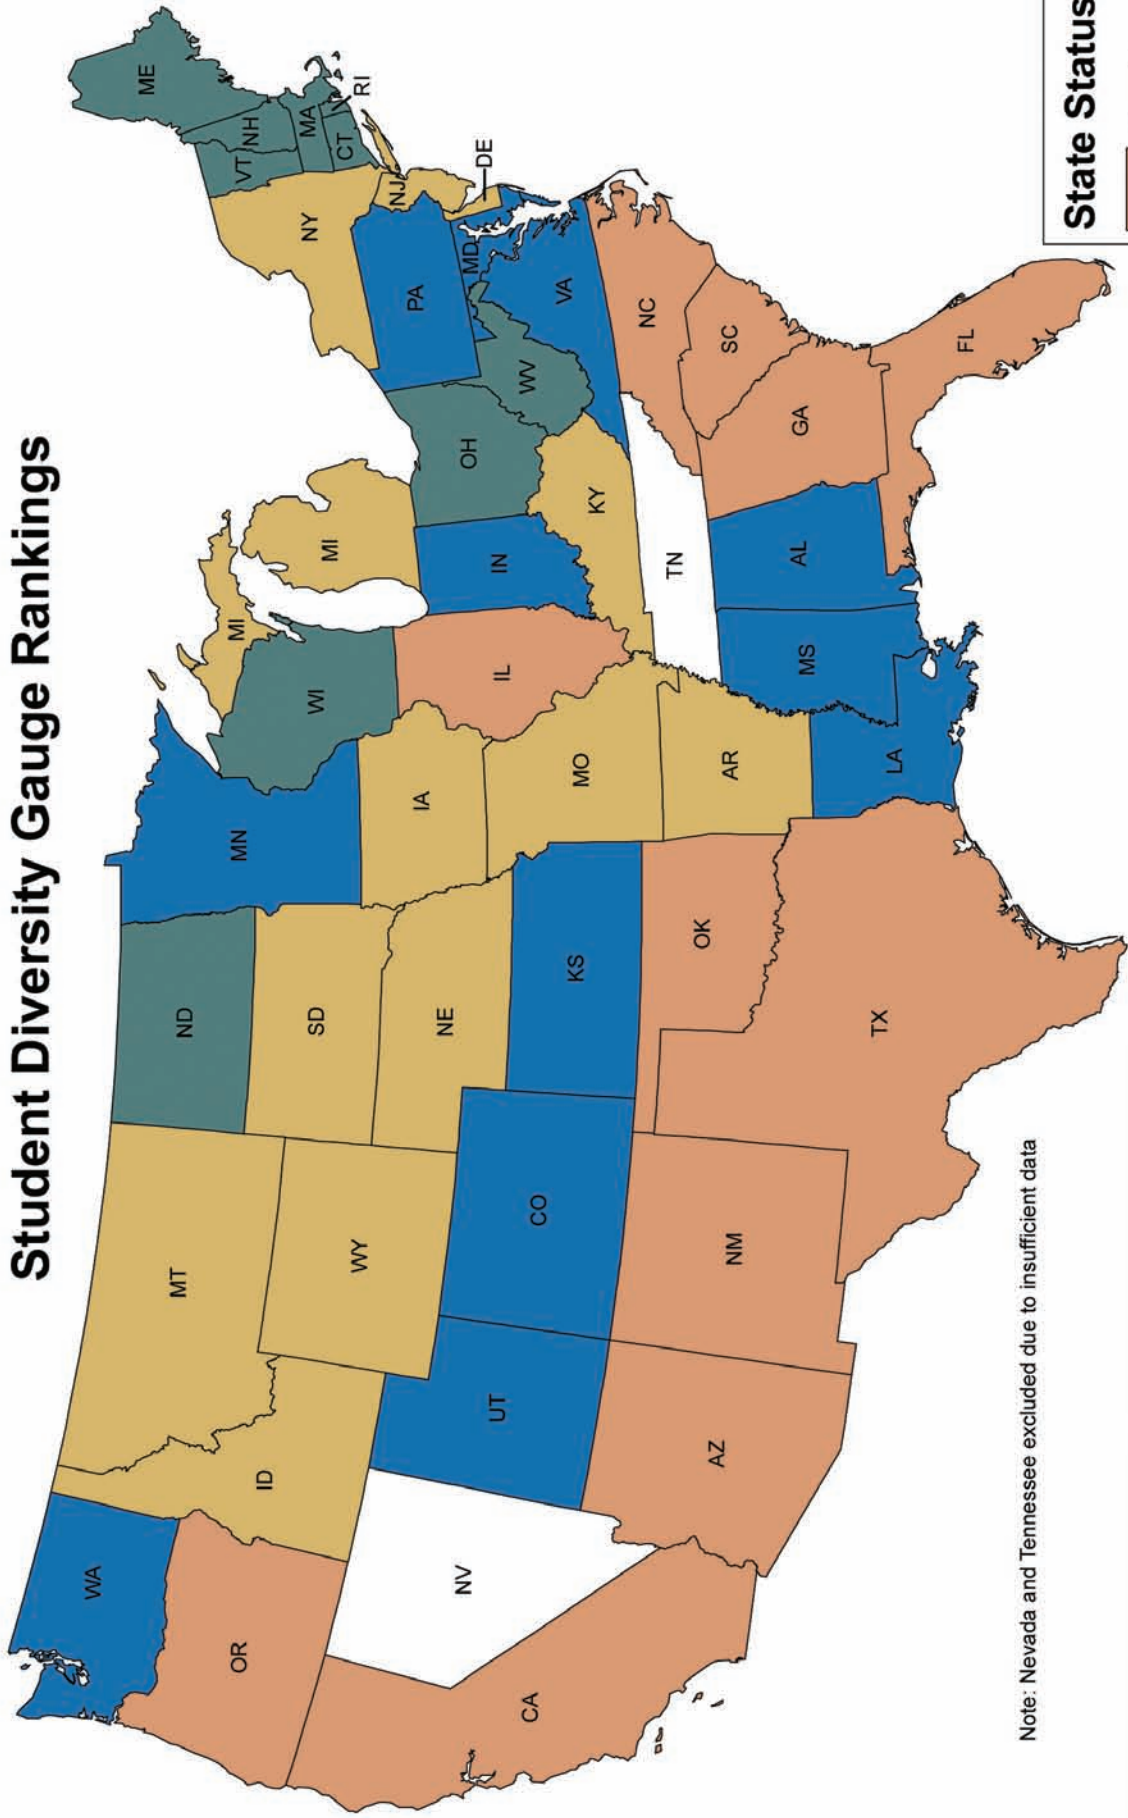 Student Diversity Gauge Rankings
WA
OR
CA
NV
ID
MT
WY
UT
AZ
CO
NM
ND
SD
NE
KS
OK
TX
MN
IA
MO
AR
LA
WI
IL
MI
MI
IN
OH
KY
TN
MS
AL
GA
FL
SC
NC
VA
WV
MD
DE
PA
NJ
NY
CT
RI
MA
VT
NH
ME
Note: Nevada and Tennessee excluded due to insufficient data
State Status